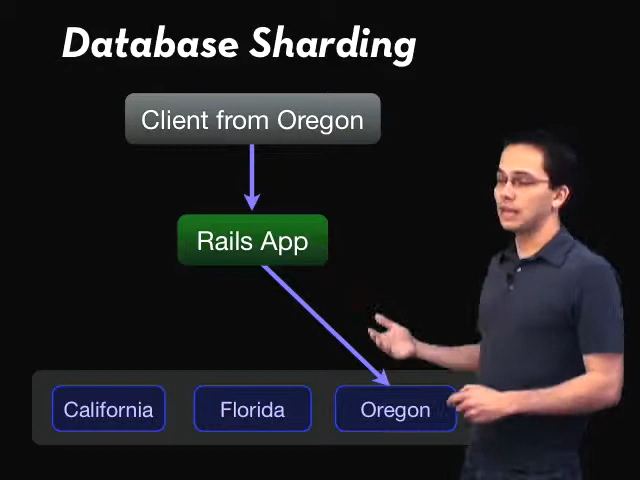 Database Sharding
Client from Oregon
Rails App
California
Florida
Oregon